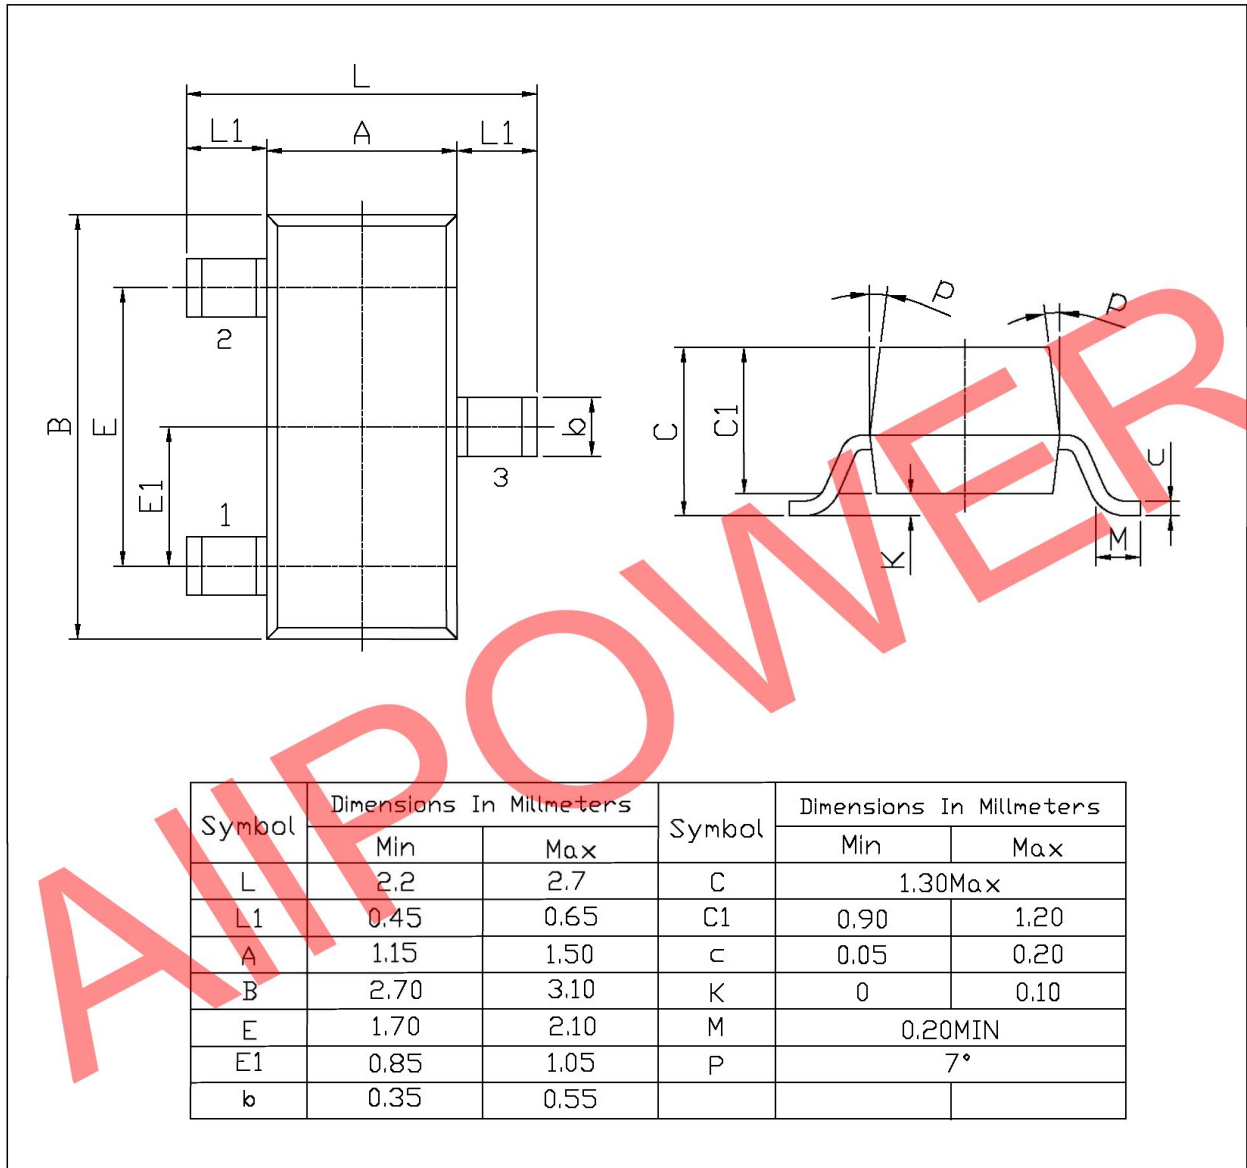 L
L1 A L1
B
E
E1
2
1
3
b
P
P
C
C1
K
c
M
AIIPOWER
Symbol Dimensions In Millmeters Symbol Dimensions In Millmeters
Min Max Min Max
L 2.2 2.7 C 1.30Max
L1 0.45 0.65 C1 0.90 1.20
A 1.15 1.50 c 0.05 0.20
B 2.70 3.10 K 0 0.10
E 1.70 2.10 M 0.20MIN
E1 0.85 1.05 P 7°
b 0.35 0.55